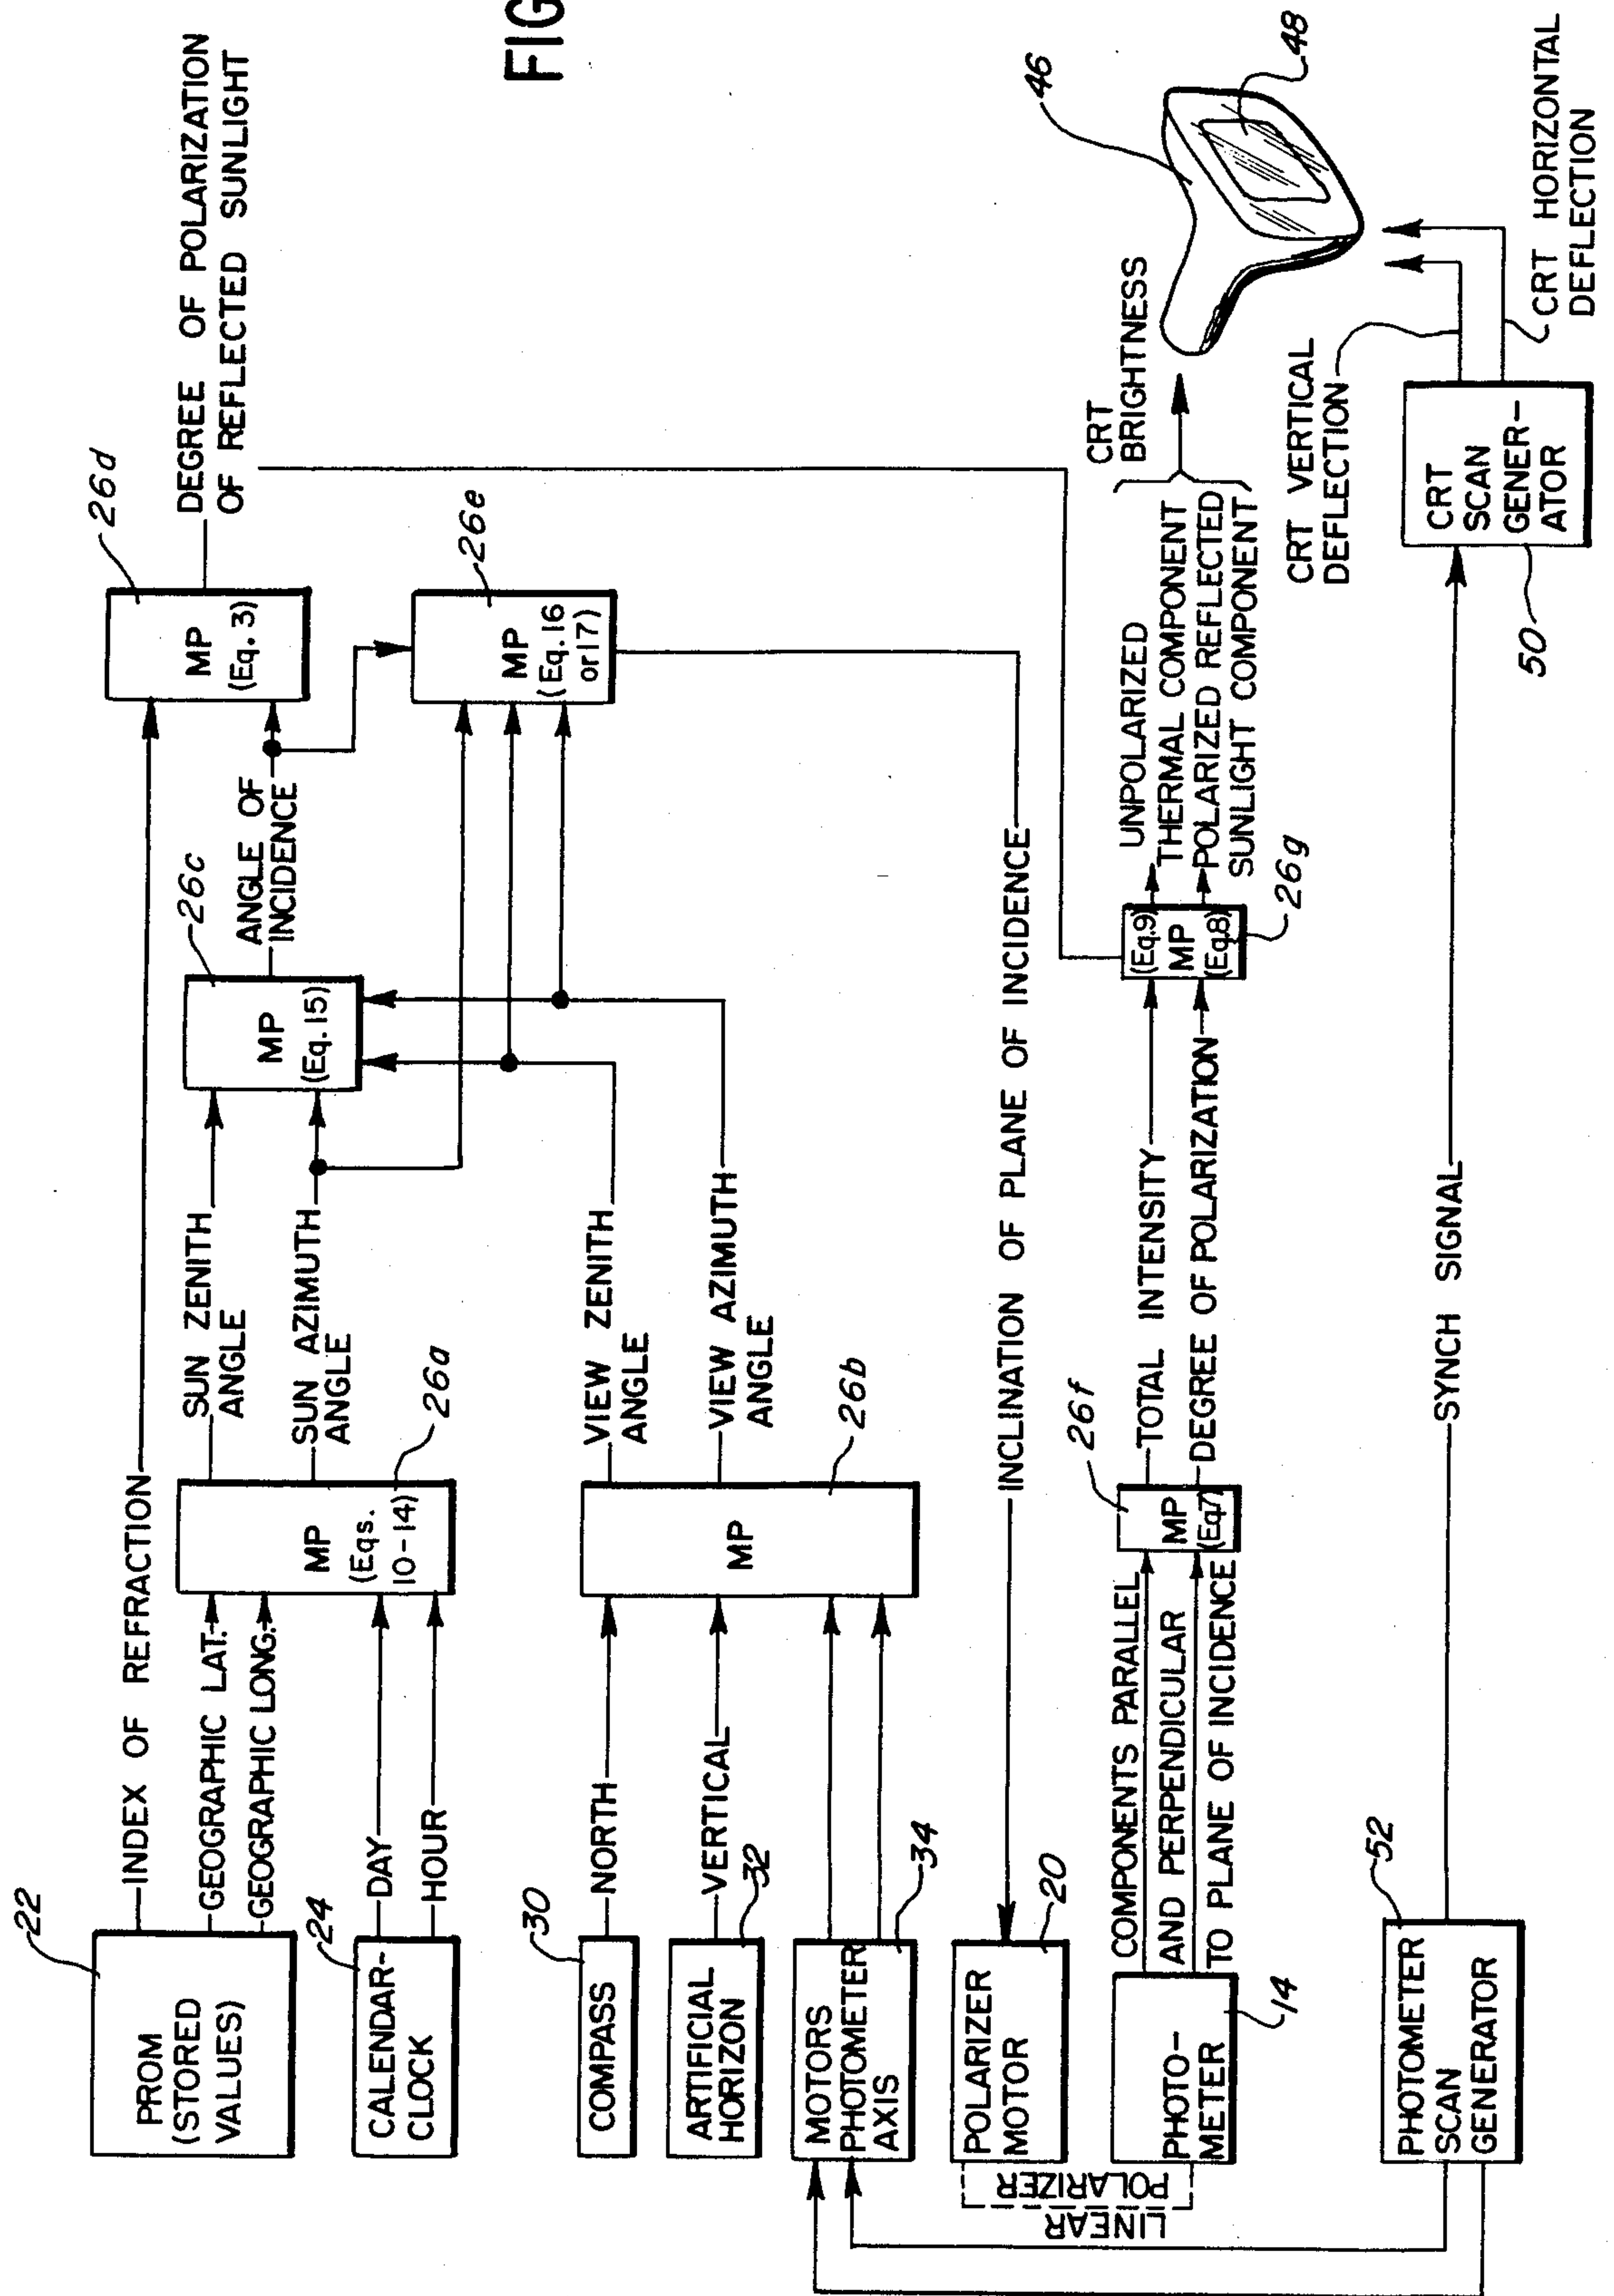 FIG
22
PROM
(STORED
VALUES)
INDEX OF REFRACTION
GEOGRAPHIC LAT.
GEOGRAPHIC LONG.
24
CALENDAR-
CLOCK
DAY
HOUR
MP
(Eqs.
10-14)
26a
SUN ZENITH
ANGLE
SUN AZIMUTH
ANGLE
26c
MP
(Eq. 15)
ANGLE OF
INCIDENCE
26d
MP
(Eq. 3)
DEGREE OF POLARIZATION
OF REFLECTED SUNLIGHT
26e
MP
(Eq. 16
or 17)
30
COMPASS
NORTH
ARTIFICIAL
HORIZON
VERTICAL
32
MOTORS
PHOTOMETER
AXIS
34
MP
26b
VIEW ZENITH
ANGLE
VIEW AZIMUTH
ANGLE
POLARIZER
MOTOR
20
INCLINATION OF PLANE OF INCIDENCE
LINEAR
POLARIZER
PHOTO-
METER
14
COMPONENTS PARALLEL
AND PERPENDICULAR
TO PLANE OF INCIDENCE
26f
MP
(Eq.7)
TOTAL INTENSITY
DEGREE OF POLARIZATION
(Eq.9)
MP
(Eq.8)
26g
UNPOLARIZED
THERMAL COMPONENT
POLARIZED REFLECTED
SUNLIGHT COMPONENT
CRT
BRIGHTNESS
46
48
PHOTOMETER
SCAN
GENERATOR
52
SYNCH SIGNAL
CRT
SCAN
GENER-
ATOR
50
CRT VERTICAL
DEFLECTION
CRT HORIZONTAL
DEFLECTION